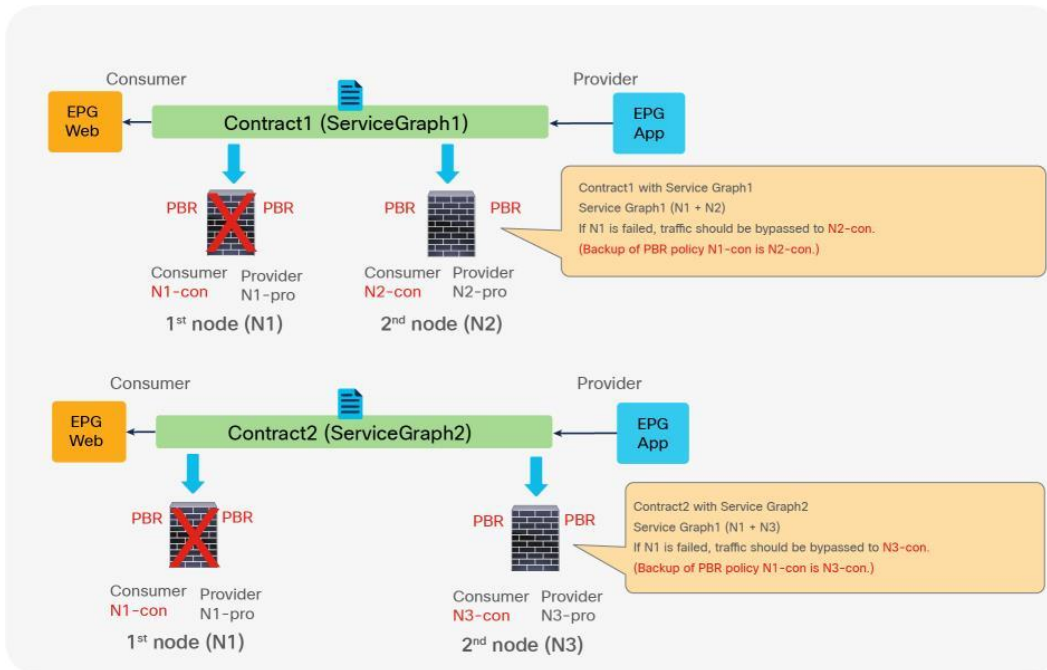 Consumer
Provider
EPG
Web
Contract1 (ServiceGraph1)
EPG
App
PBR
PBR
PBR
PBR
Contract1 with Service Graph1
Service Graph1 (N1 + N2)
If N1 is failed, traffic should be bypassed to N2-con.
(Backup of PBR policy N1-con is N2-con.)
Consumer
N1-con
Provider
N1-pro
Consumer
N2-con
Provider
N2-pro
1st node (N1)
2nd node (N2)
Consumer
Provider
EPG
Web
Contract2 (ServiceGraph2)
EPG
App
PBR
PBR
PBR
PBR
Contract2 with Service Graph2
Service Graph1 (N1 + N3)
If N1 is failed, traffic should be bypassed to N3-con.
(Backup of PBR policy N1-con is N3-con.)
Consumer
N1-con
Provider
N1-pro
Consumer
N3-con
Provider
N3-pro
1st node (N1)
2nd node (N3)